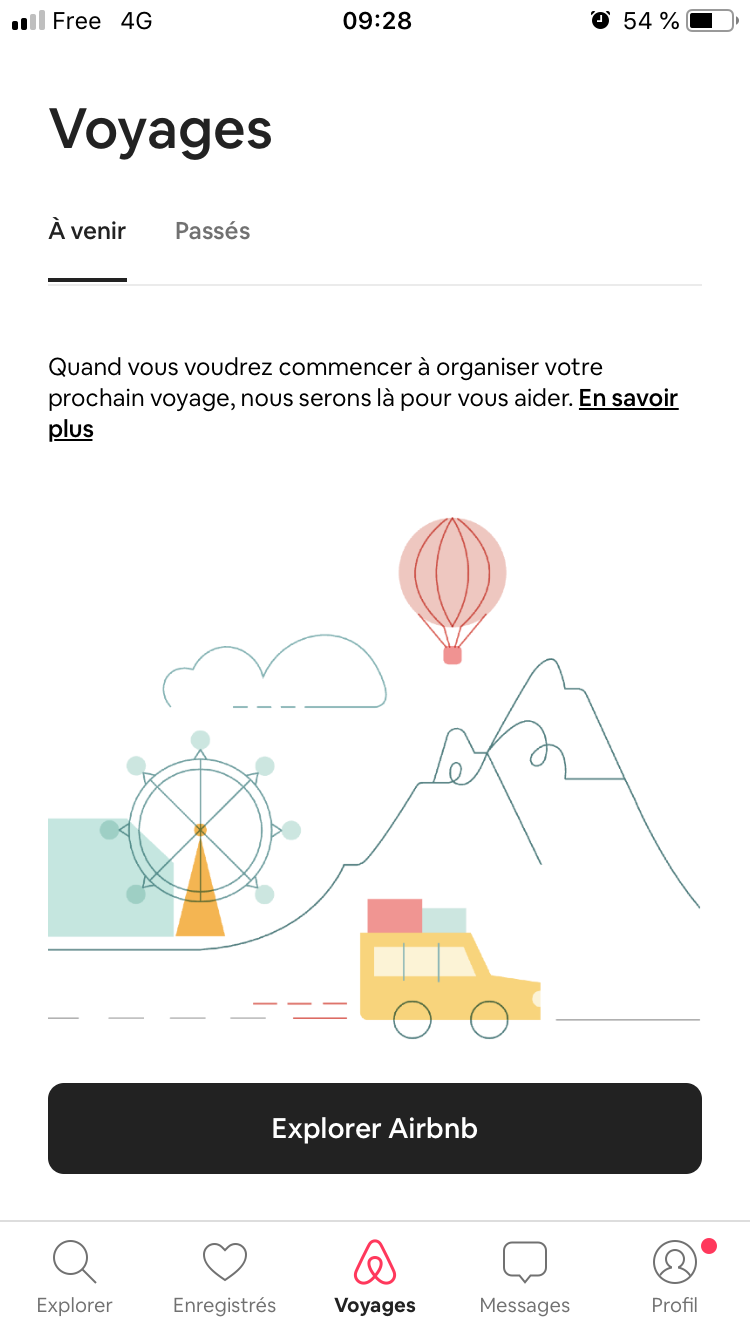 Free 4G 09:28 54 %
Voyages
À venir Passés
Quand vous voudrez commencer à organiser votre
prochain voyage, nous serons là pour vous aider. En savoir
plus
Explorer Airbnb
Explorer Enregistrés Voyages Messages Profil